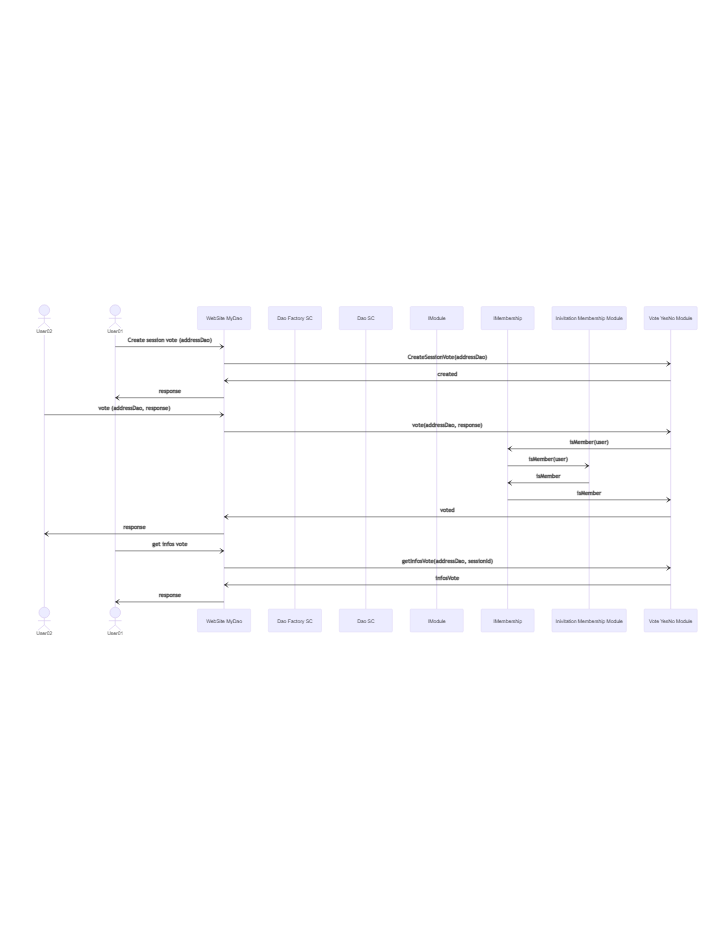 User02
User01
WebSite MyDao
Dao Factory SC
Dao SC
IModule
IMembership
Inivitation Membership Module
Vote YesNo Module
Create session vote (addressDao)
CreateSessionVote(addressDao)
created
response
vote (addressDao, response)
vote(addressDao, response)
isMember(user)
isMember(user)
isMember
isMember
voted
response
get infos vote
getInfosVote(addressDao, sessionId)
infosVote
response
User02
User01
WebSite MyDao
Dao Factory SC
Dao SC
IModule
IMembership
Inivitation Membership Module
Vote YesNo Module